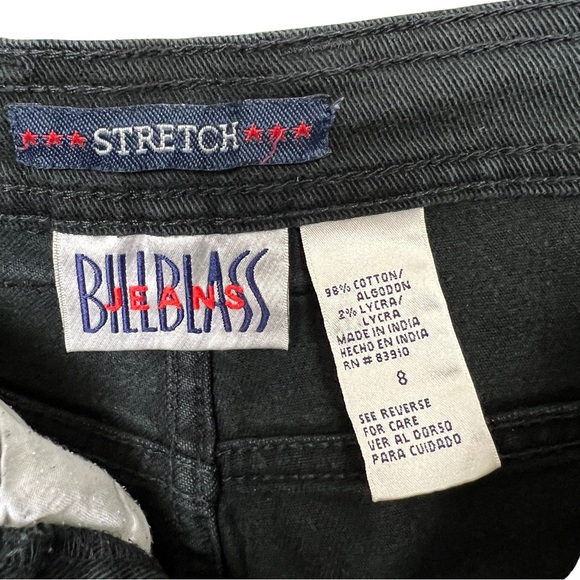 ★★★ STRETCH ★★★
BILLBLASS
JEANS
98% COTTON/
ALGODON
2% LYCRA/
LYCRA
MADE IN INDIA
HECHO EN INDIA
RN # 83910
8
SEE REVERSE
FOR CARE
VER AL DORSO
PARA CUIDADO